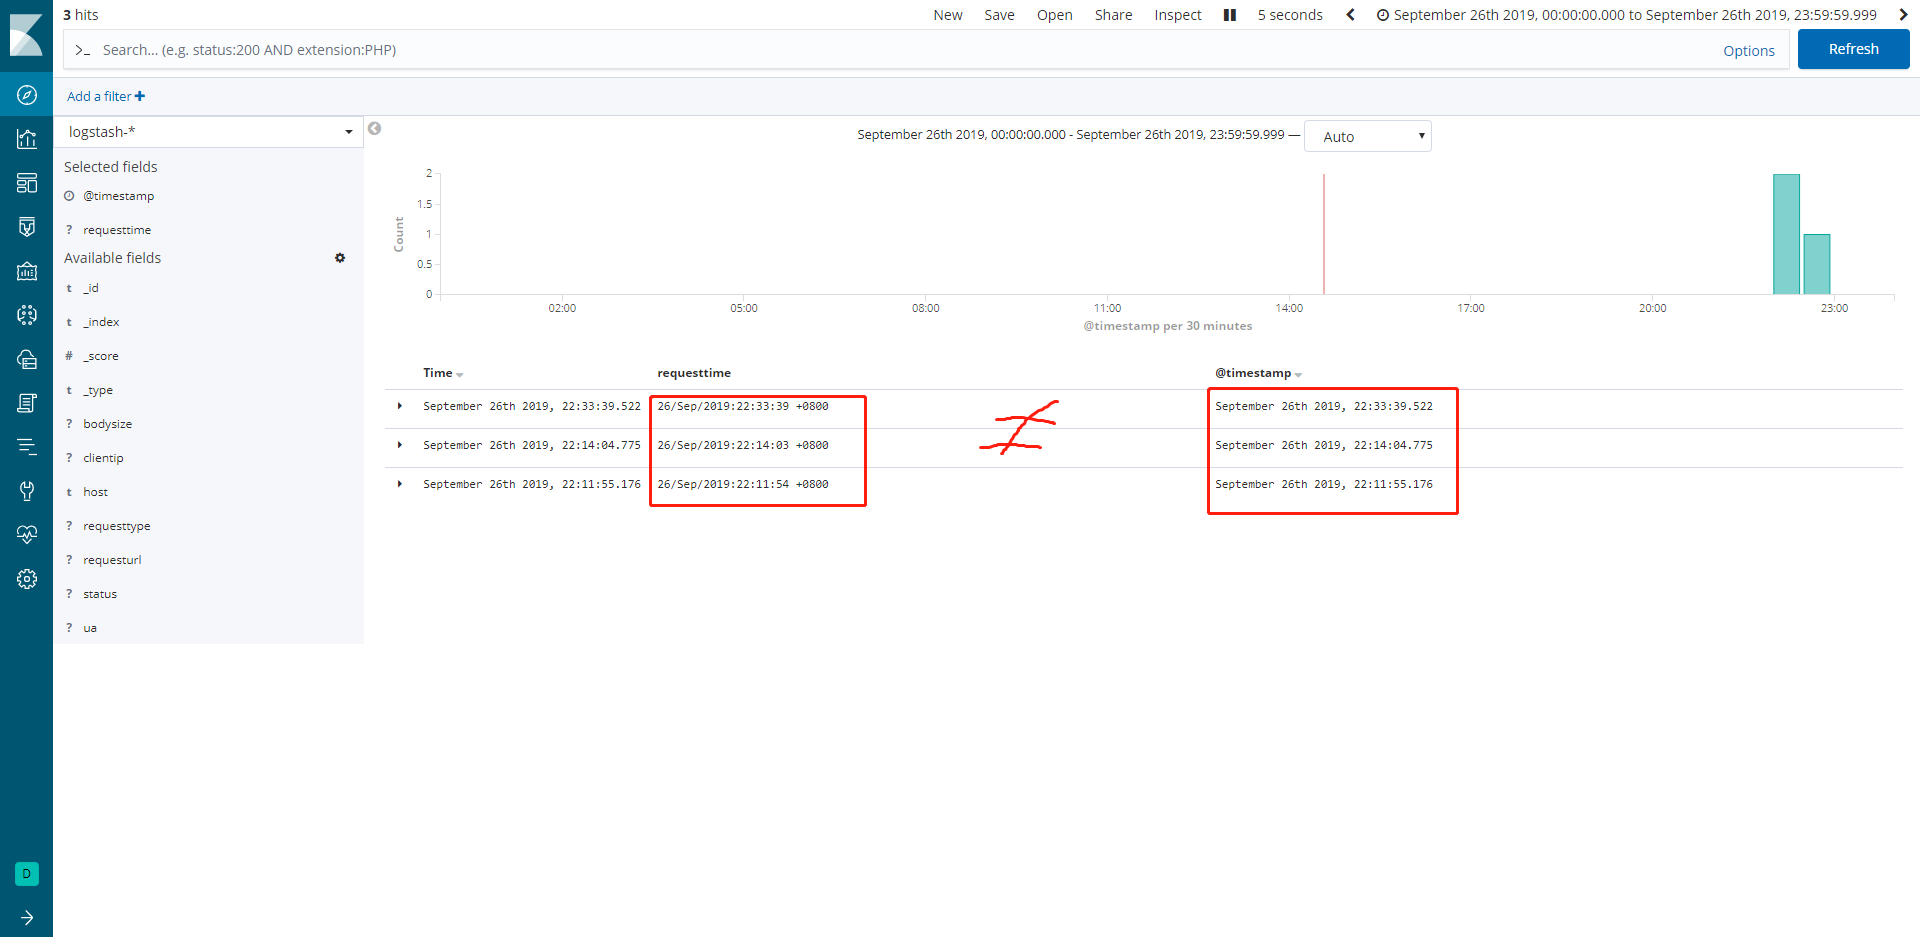 3 hits
New Save Open Share Inspect 5 seconds September 26th 2019, 00:00:00.000 to September 26th 2019, 23:59:59.999
>_ Search... (e.g. status:200 AND extension:PHP) Options Refresh
Add a filter +
logstash-*
September 26th 2019, 00:00:00.000 - September 26th 2019, 23:59:59.999 — Auto
Selected fields
@timestamp
? requesttime
Available fields
t _id
t _index
# _score
t _type
? bodysize
? clientip
t host
? requesttype
? requesturl
? status
? ua
Count
2
1.5
1
0.5
0
02:00 05:00 08:00 11:00 14:00 17:00 20:00 23:00
@timestamp per 30 minutes
Time requesttime @timestamp
September 26th 2019, 22:33:39.522 26/Sep/2019:22:33:39 +0800 September 26th 2019, 22:33:39.522
September 26th 2019, 22:14:04.775 26/Sep/2019:22:14:03 +0800 September 26th 2019, 22:14:04.775
September 26th 2019, 22:11:55.176 26/Sep/2019:22:11:54 +0800 September 26th 2019, 22:11:55.176
≠
D